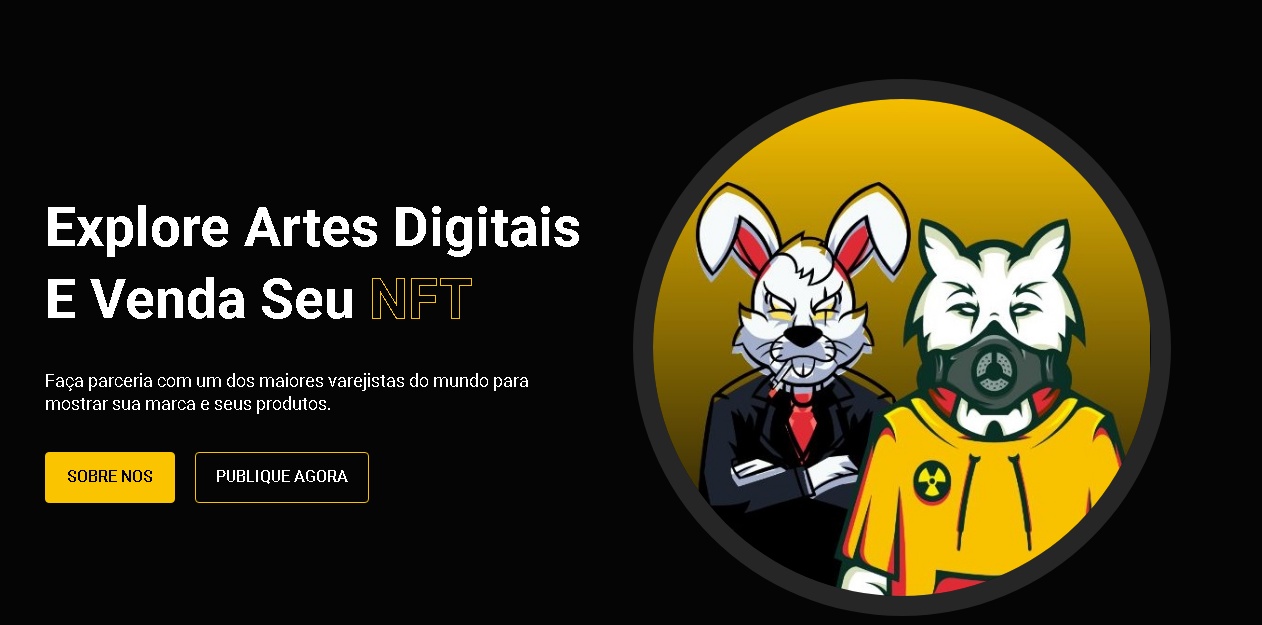 Explore Artes Digitais
E Venda Seu NFT
Faça parceria com um dos maiores varejistas do mundo para
mostrar sua marca e seus produtos.
SOBRE NOS
PUBLIQUE AGORA